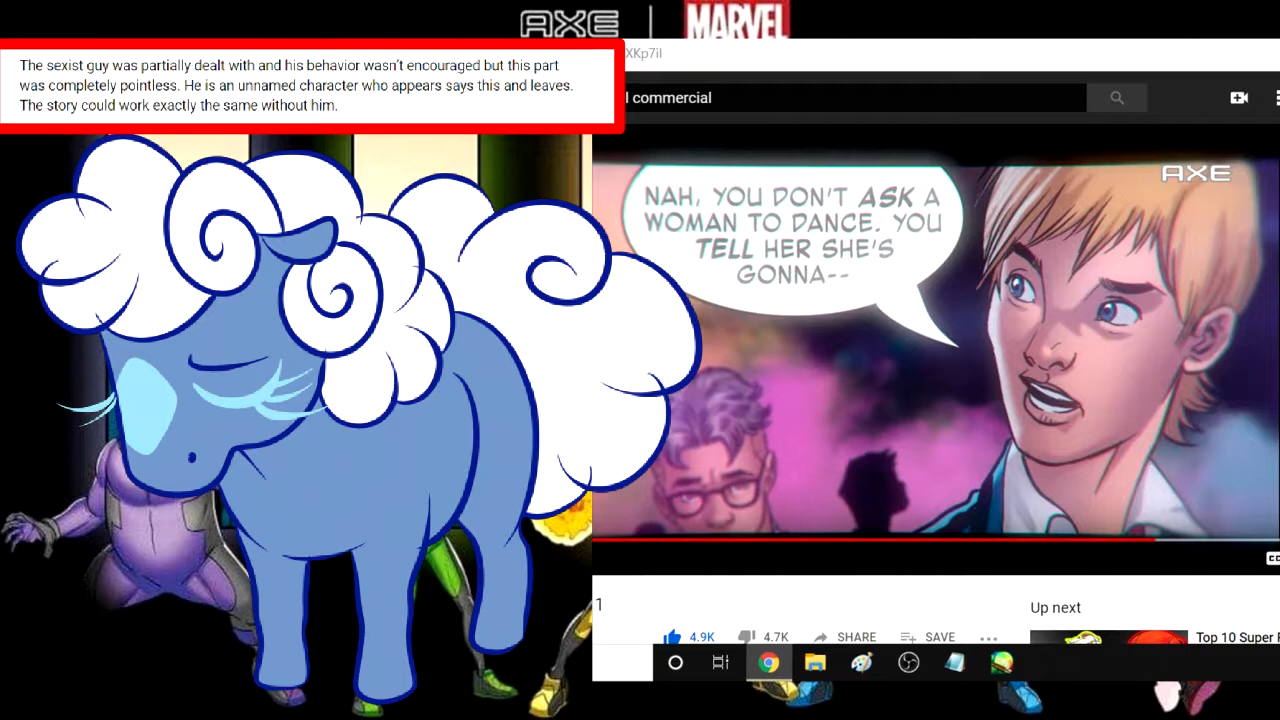 AXE | MARVEL
XKp7iI
The sexist guy was partially dealt with and his behavior wasn't encouraged but this part
was completely pointless. He is an unnamed character who appears says this and leaves.
The story could work exactly the same without him.
l commercial
AXE
NAH, YOU DON'T ASK A
WOMAN TO DANCE. YOU
TELL HER SHE'S
GONNA--
CC
1
Up next
4.9K 4.7K SHARE SAVE
Top 10 Super